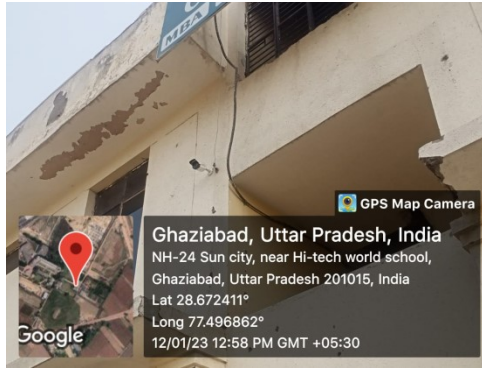 MBA
GPS Map Camera
Ghaziabad, Uttar Pradesh, India
NH-24 Sun city, near Hi-tech world school,
Ghaziabad, Uttar Pradesh 201015, India
Lat 28.672411°
Long 77.496862°
12/01/23 12:58 PM GMT +05:30
Google